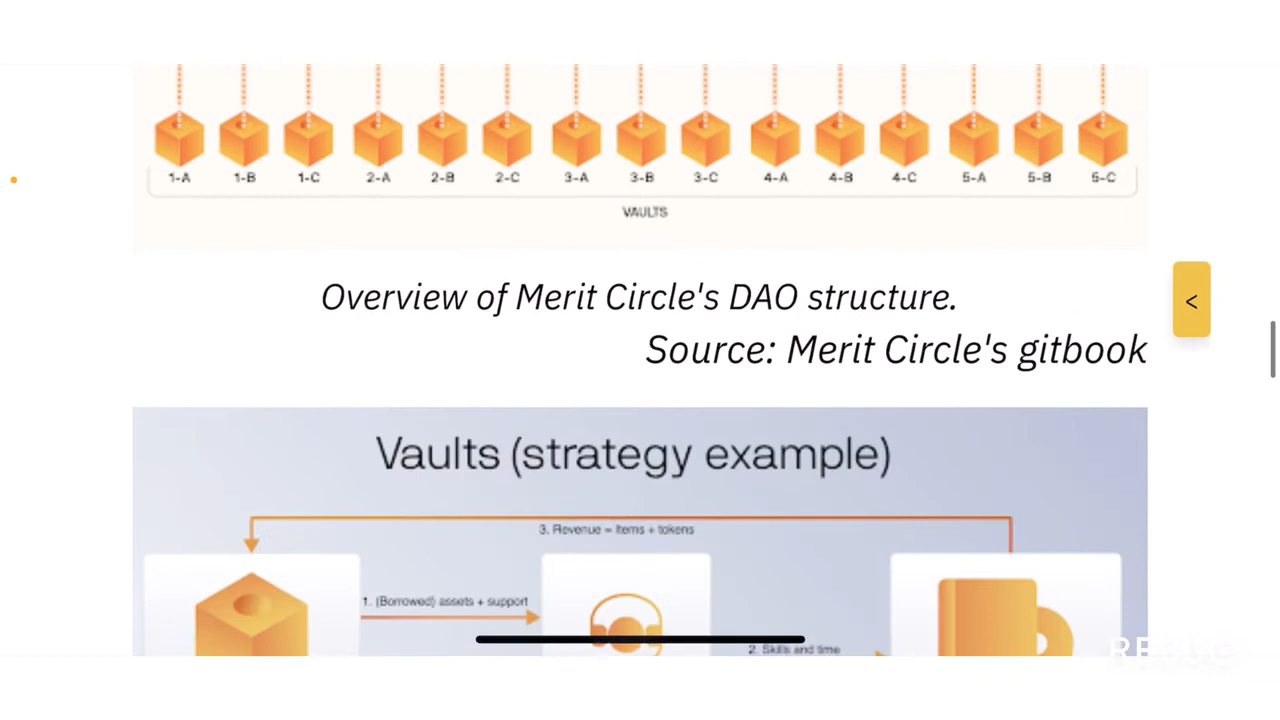 1-A 1-B 1-C 2-A 2-B 2-C 3-A 3-B 3-C 4-A 4-B 4-C 5-A 5-B 5-C
VAULTS
Overview of Merit Circle's DAO structure.
Source: Merit Circle's gitbook
<
Vaults (strategy example)
3. Revenue = Items + tokens
1. (Borrowed) assets + support
2. Skills and time